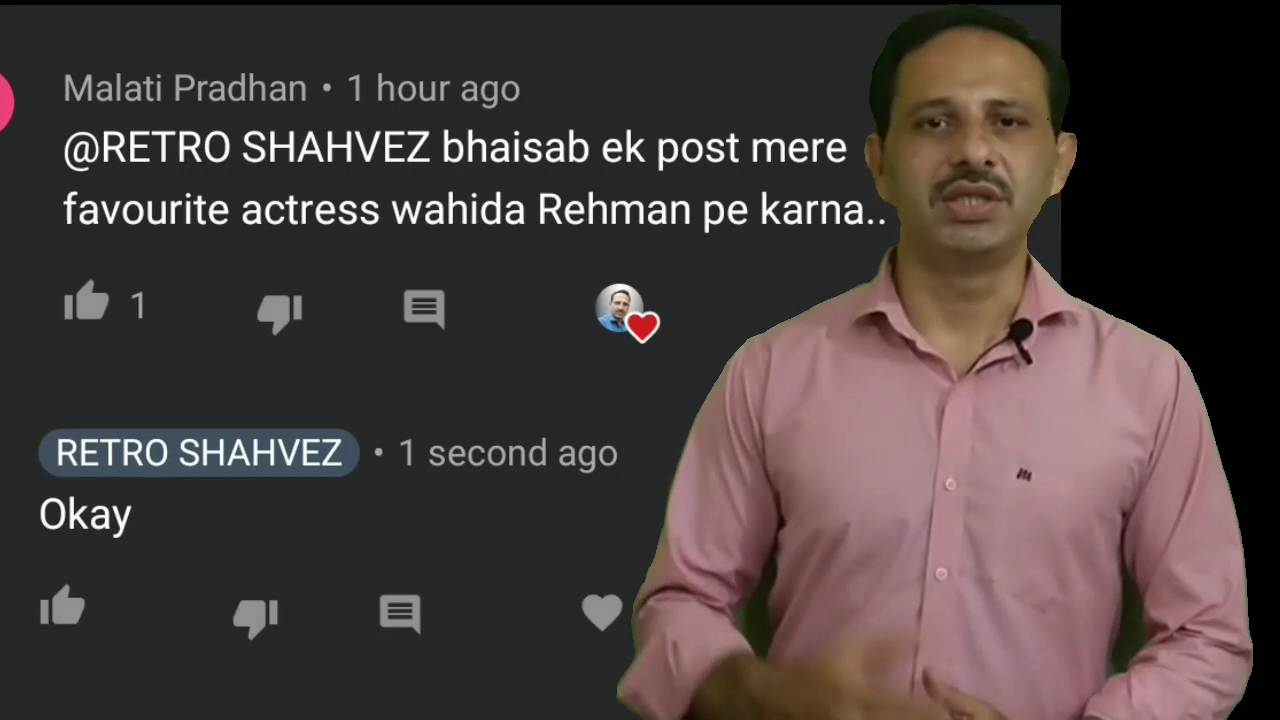 Malati Pradhan • 1 hour ago
@RETRO SHAHVEZ bhaisab ek post mere
favourite actress wahida Rehman pe karna..
1
RETRO SHAHVEZ • 1 second ago
Okay